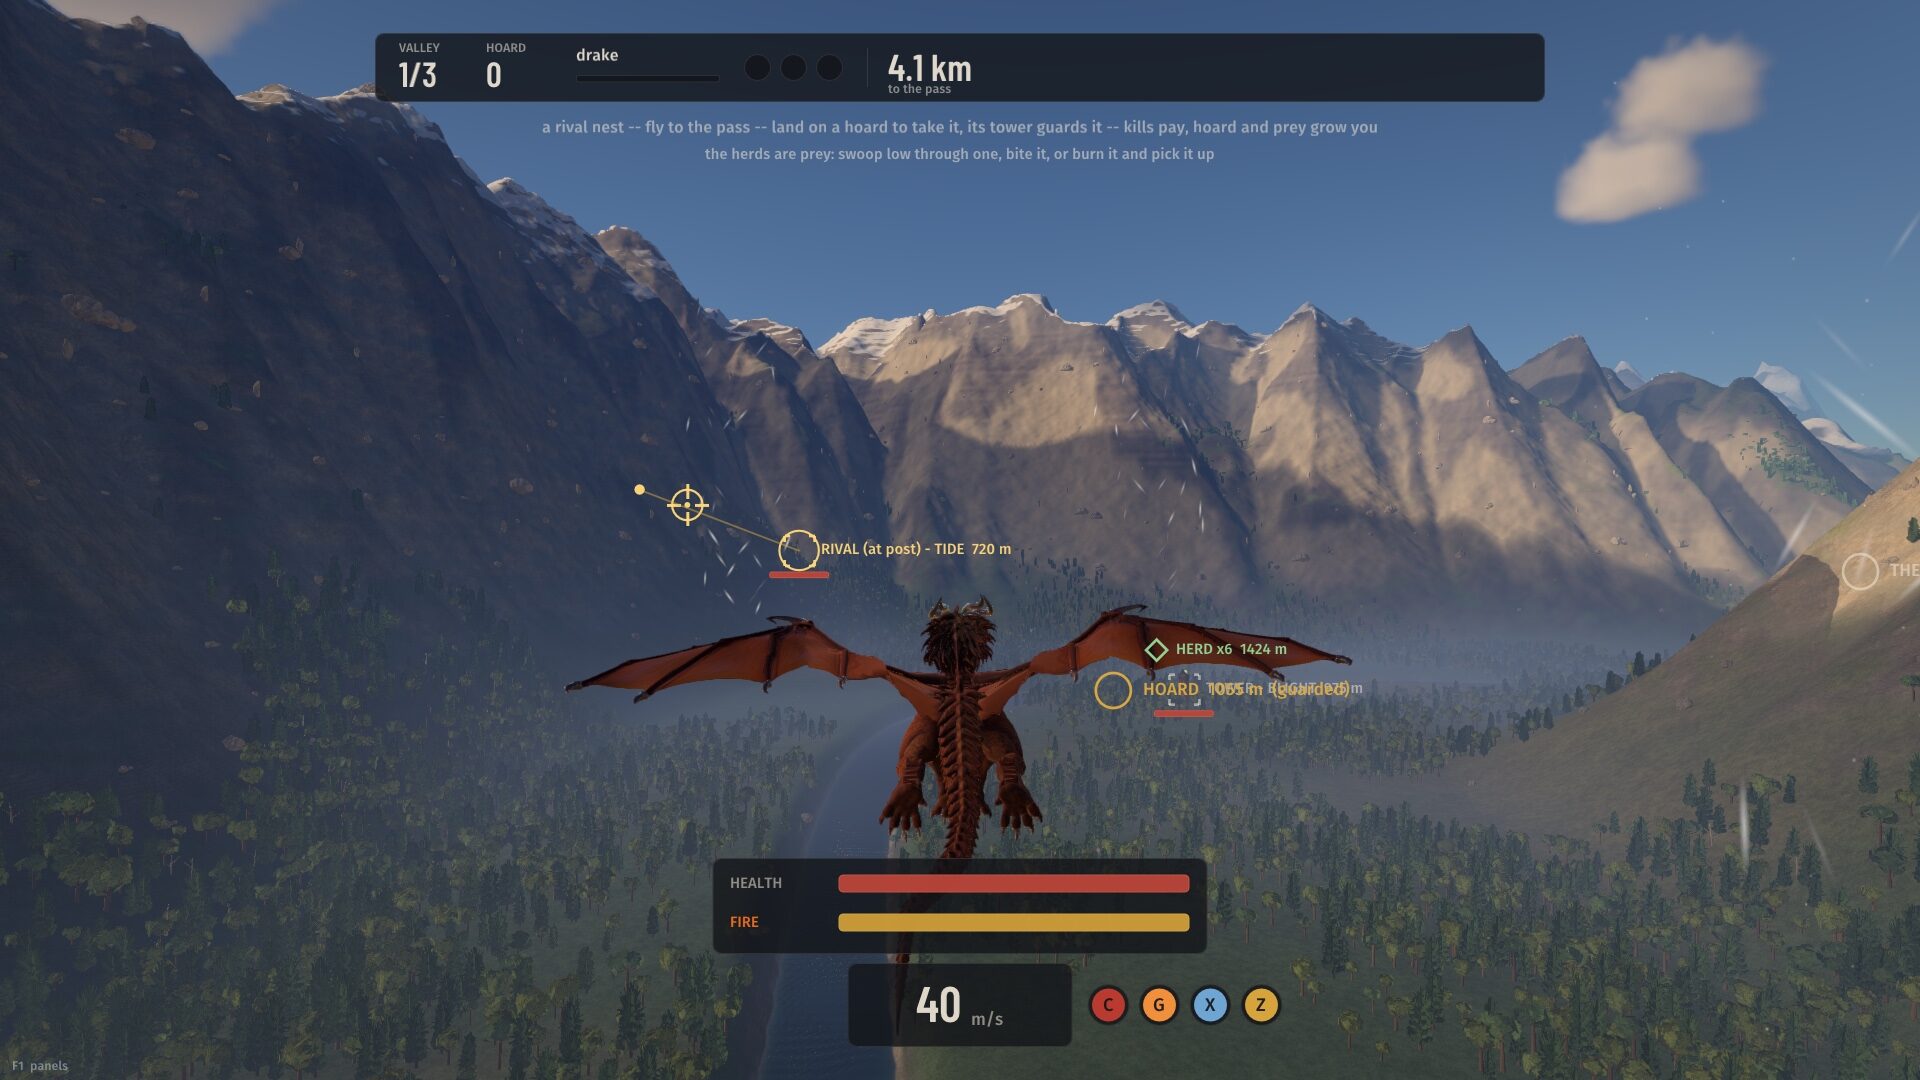 VALLEY
1/3
HOARD
0
drake
4.1 km
to the pass
a rival nest -- fly to the pass -- land on a hoard to take it, its tower guards it -- kills pay, hoard and prey grow you
the herds are prey: swoop low through one, bite it, or burn it and pick it up
RIVAL (at post) - TIDE 720 m
THE
HERD x6 1424 m
HOARD 1055 m (guarded)
HEALTH
FIRE
40 m/s
C G X Z
F1 panels